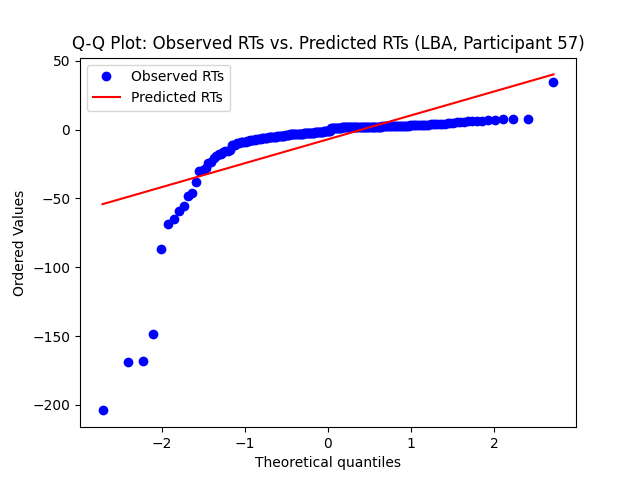 Q-Q Plot: Observed RTs vs. Predicted RTs (LBA, Participant 57)
Observed RTs
Predicted RTs
50
0
−50
−100
−150
−200
Ordered Values
−2
−1
0
1
2
Theoretical quantiles